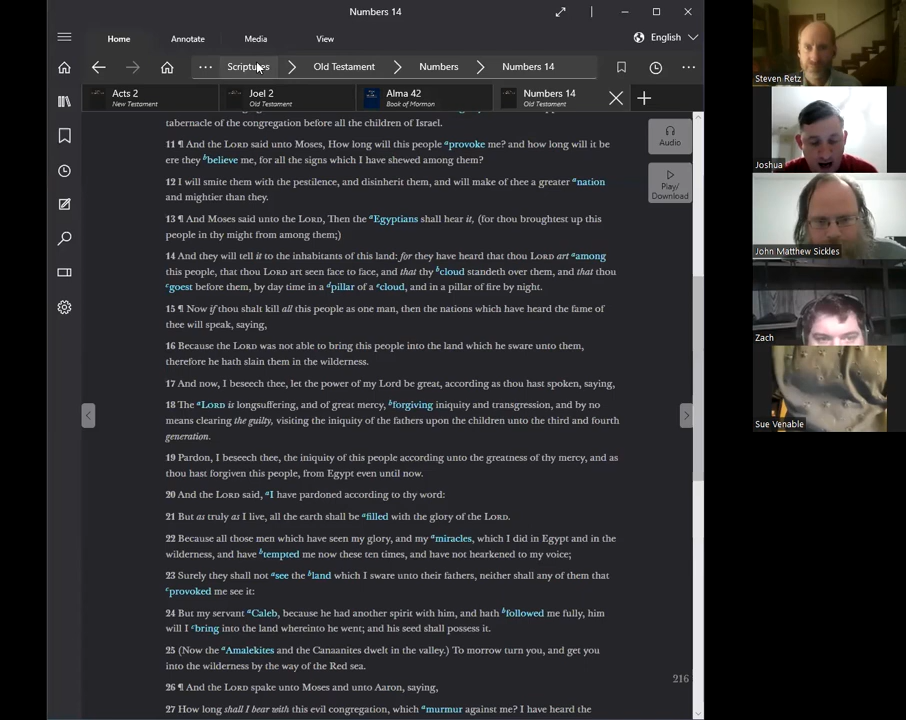 Numbers 14
Home
Annotate
Media
View
English
Scriptures
Old Testament
Numbers
Numbers 14
Acts 2
New Testament
Joel 2
Old Testament
Alma 42
Book of Mormon
Numbers 14
Old Testament
tabernacle of the congregation before all the children of Israel.
11 ¶ And the LORD said unto Moses, How long will this people aprovoke me? and how long will it be
ere they bbelieve me, for all the signs which I have shewed among them?
12 I will smite them with the pestilence, and disinherit them, and will make of thee a greater anation
and mightier than they.
13 ¶ And Moses said unto the LORD, Then the aEgyptians shall hear it, (for thou broughtest up this
people in thy might from among them;)
14 And they will tell it to the inhabitants of this land: for they have heard that thou LORD art aamong
this people, that thou LORD art seen face to face, and that thy bcloud standeth over them, and that thou
cgoest before them, by day time in a dpillar of a ecloud, and in a pillar of fire by night.
15 ¶ Now if thou shalt kill all this people as one man, then the nations which have heard the fame of
thee will speak, saying,
16 Because the LORD was not able to bring this people into the land which he sware unto them,
therefore he hath slain them in the wilderness.
17 And now, I beseech thee, let the power of my Lord be great, according as thou hast spoken, saying,
18 The aLORD is longsuffering, and of great mercy, bforgiving iniquity and transgression, and by no
means clearing the guilty, visiting the iniquity of the fathers upon the children unto the third and fourth
generation.
19 Pardon, I beseech thee, the iniquity of this people according unto the greatness of thy mercy, and as
thou hast forgiven this people, from Egypt even until now.
20 And the LORD said, aI have pardoned according to thy word:
21 But as truly as I live, all the earth shall be afilled with the glory of the LORD.
22 Because all those men which have seen my glory, and my amiracles, which I did in Egypt and in the
wilderness, and have btempted me now these ten times, and have not hearkened to my voice;
23 Surely they shall not asee the bland which I sware unto their fathers, neither shall any of them that
cprovoked me see it:
24 But my servant aCaleb, because he had another spirit with him, and hath bfollowed me fully, him
will I cbring into the land whereinto he went; and his seed shall possess it.
25 (Now the aAmalekites and the Canaanites dwelt in the valley.) To morrow turn you, and get you
into the wilderness by the way of the Red sea.
26 ¶ And the LORD spake unto Moses and unto Aaron, saying,
27 How long shall I bear with this evil congregation, which amurmur against me? I have heard the
216
Audio
Play/
Download
Steven Retz
Joshua
John Matthew Sickles
Zach
Sue Venable